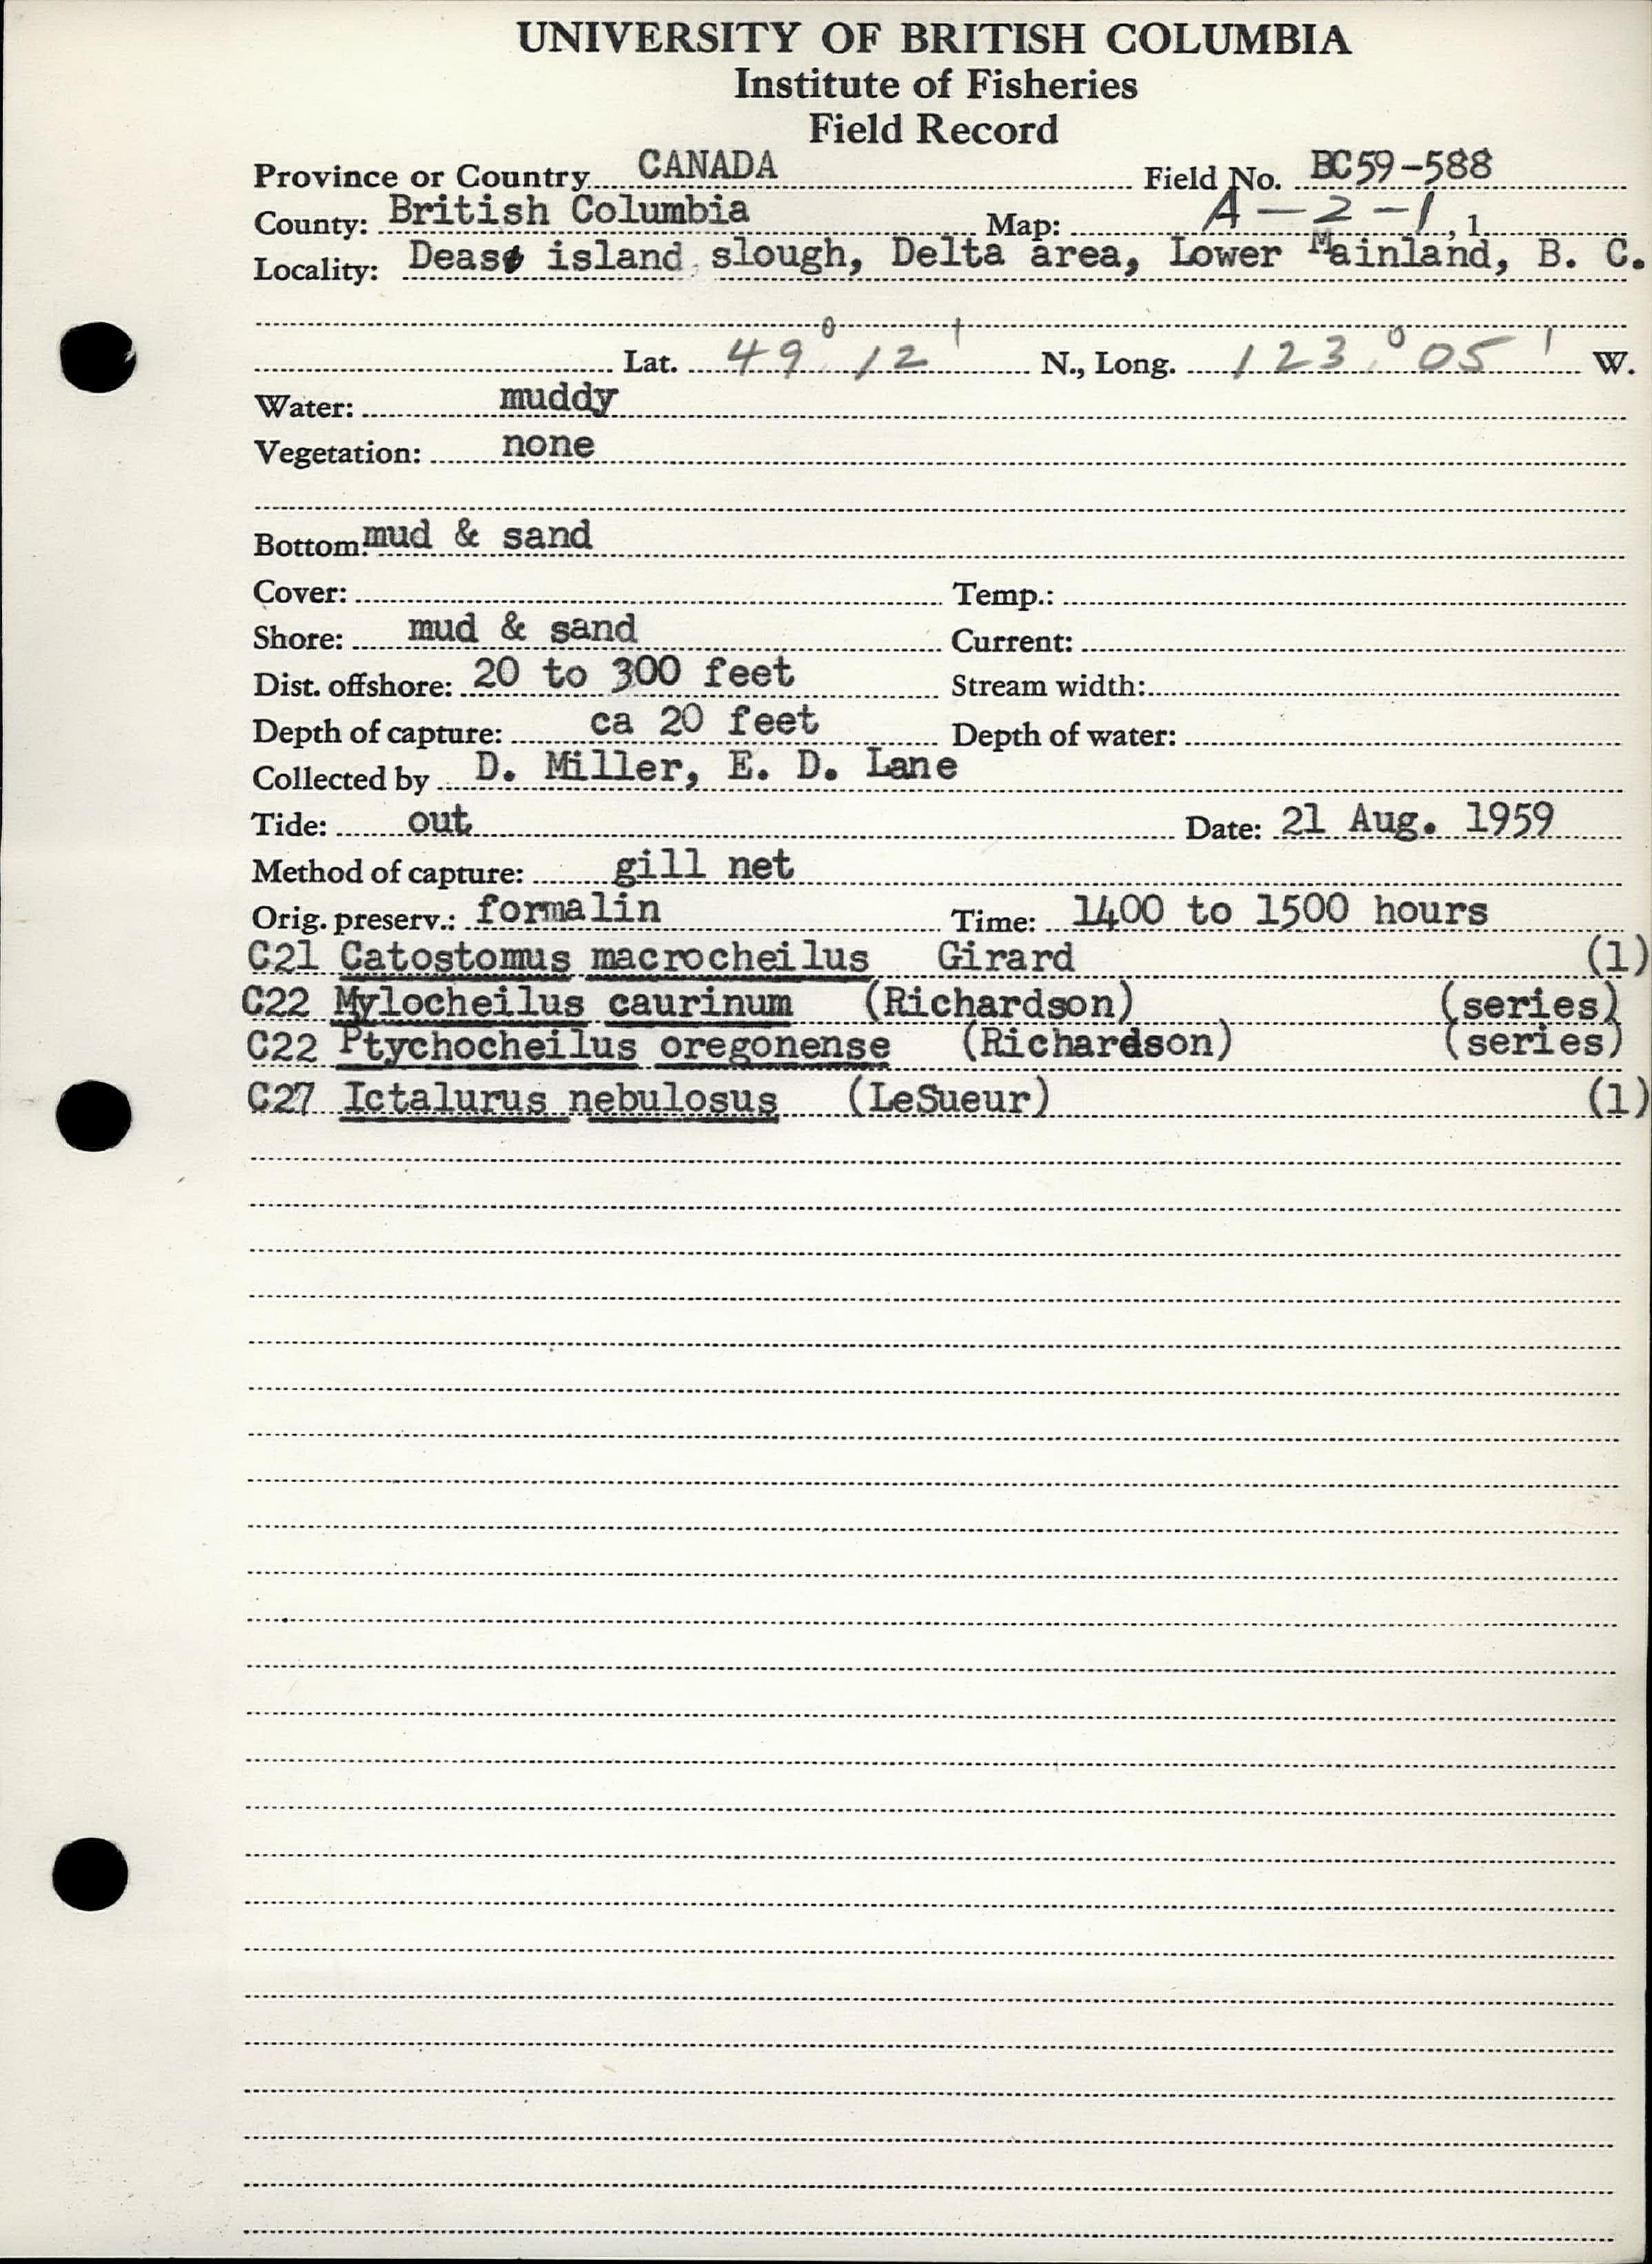 UNIVERSITY OF BRITISH COLUMBIA
Institute of Fisheries
Field Record
Province or Country CANADA Field No. BC59-588
County: British Columbia Map: A-2-1, 1
Locality: Deas island slough, Delta area, Lower Mainland, B. C.
Lat. 49° 12' N., Long. 123° 05' W.
Water: muddy
Vegetation: none
Bottom: mud & sand
Cover: Temp.:
Shore: mud & sand Current:
Dist. offshore: 20 to 300 feet Stream width:
Depth of capture: ca 20 feet Depth of water:
Collected by D. Miller, E. D. Lane
Tide: out Date: 21 Aug. 1959
Method of capture: gill net
Orig. preserv.: formalin Time: 1400 to 1500 hours
C21 Catostomus macrocheilus Girard (1)
C22 Mylocheilus caurinum (Richardson) (series)
C22 Ptychocheilus oregonense (Richardson) (series)
C27 Ictalurus nebulosus (LeSueur) (1)